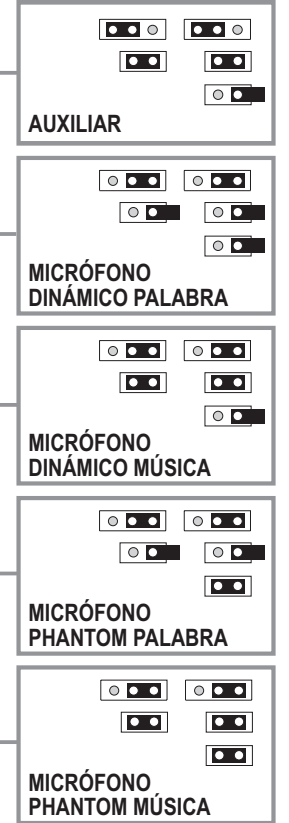 AUXILIAR
MICRÓFONO
DINÁMICO PALABRA
MICRÓFONO
DINÁMICO MÚSICA
MICRÓFONO
PHANTOM PALABRA
MICRÓFONO
PHANTOM MÚSICA